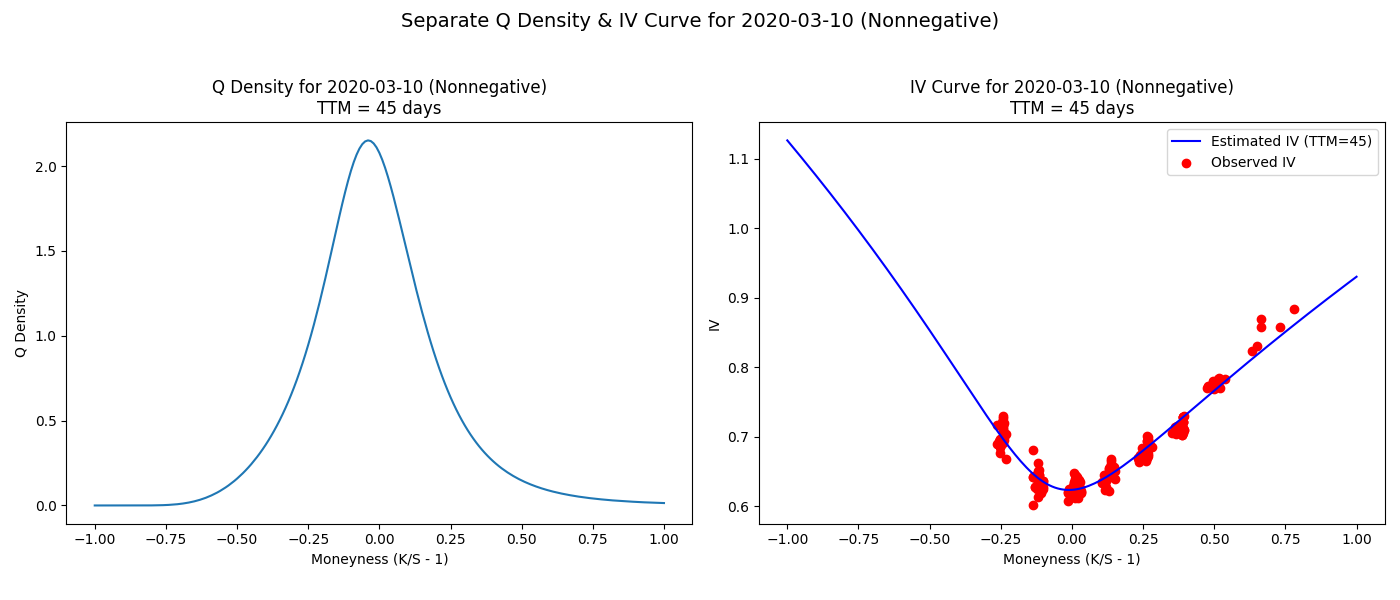 Separate Q Density & IV Curve for 2020-03-10 (Nonnegative)
Q Density for 2020-03-10 (Nonnegative)
TTM = 45 days
2.0
1.5
1.0
0.5
0.0
Q Density
−1.00 −0.75 −0.50 −0.25 0.00 0.25 0.50 0.75 1.00
Moneyness (K/S - 1)
IV Curve for 2020-03-10 (Nonnegative)
TTM = 45 days
Estimated IV (TTM=45)
Observed IV
1.1
1.0
0.9
0.8
0.7
0.6
IV
−1.00 −0.75 −0.50 −0.25 0.00 0.25 0.50 0.75 1.00
Moneyness (K/S - 1)